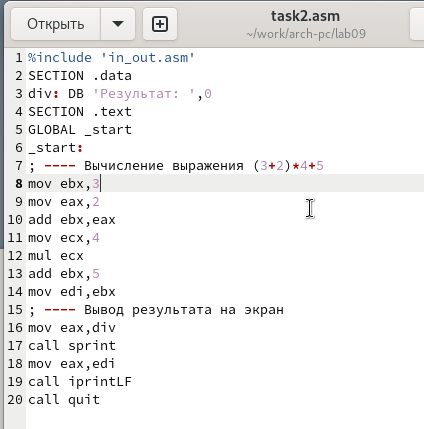 Открыть
task2.asm
~/work/arch-pc/lab09
1 %include 'in_out.asm'
2 SECTION .data
3 div: DB 'Результат: ',0
4 SECTION .text
5 GLOBAL _start
6 _start:
7 ; ---- Вычисление выражения (3+2)*4+5
8 mov ebx,3
9 mov eax,2
10 add ebx,eax
11 mov ecx,4
12 mul ecx
13 add ebx,5
14 mov edi,ebx
15 ; ---- Вывод результата на экран
16 mov eax,div
17 call sprint
18 mov eax,edi
19 call iprintLF
20 call quit